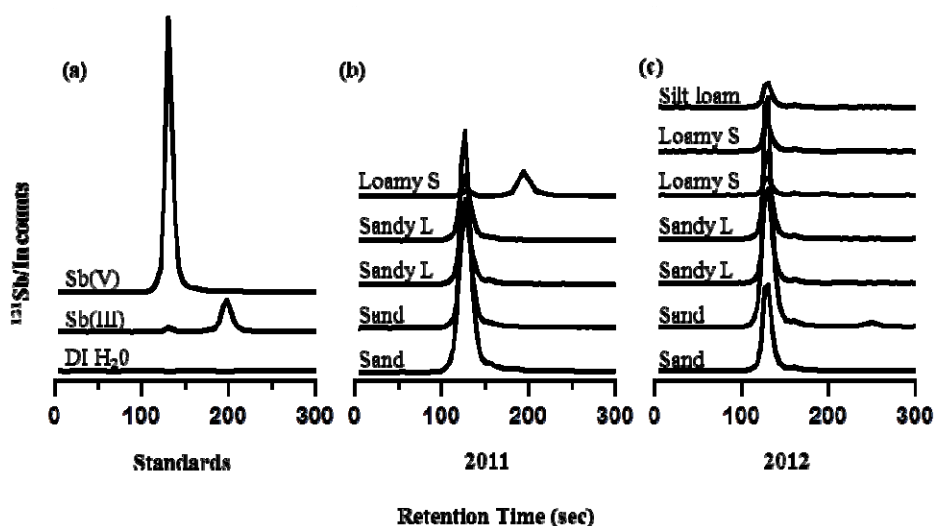 (a)
(b)
(c)
¹²¹Sb/In counts
Sb(V)
Sb(III)
DI H₂0
0 100 200 300
Standards
Loamy S
Sandy L
Sandy L
Sand
Sand
0 100 200 300
2011
Silt loam
Loamy S
Loamy S
Sandy L
Sandy L
Sand
Sand
0 100 200 300
2012
Retention Time (sec)